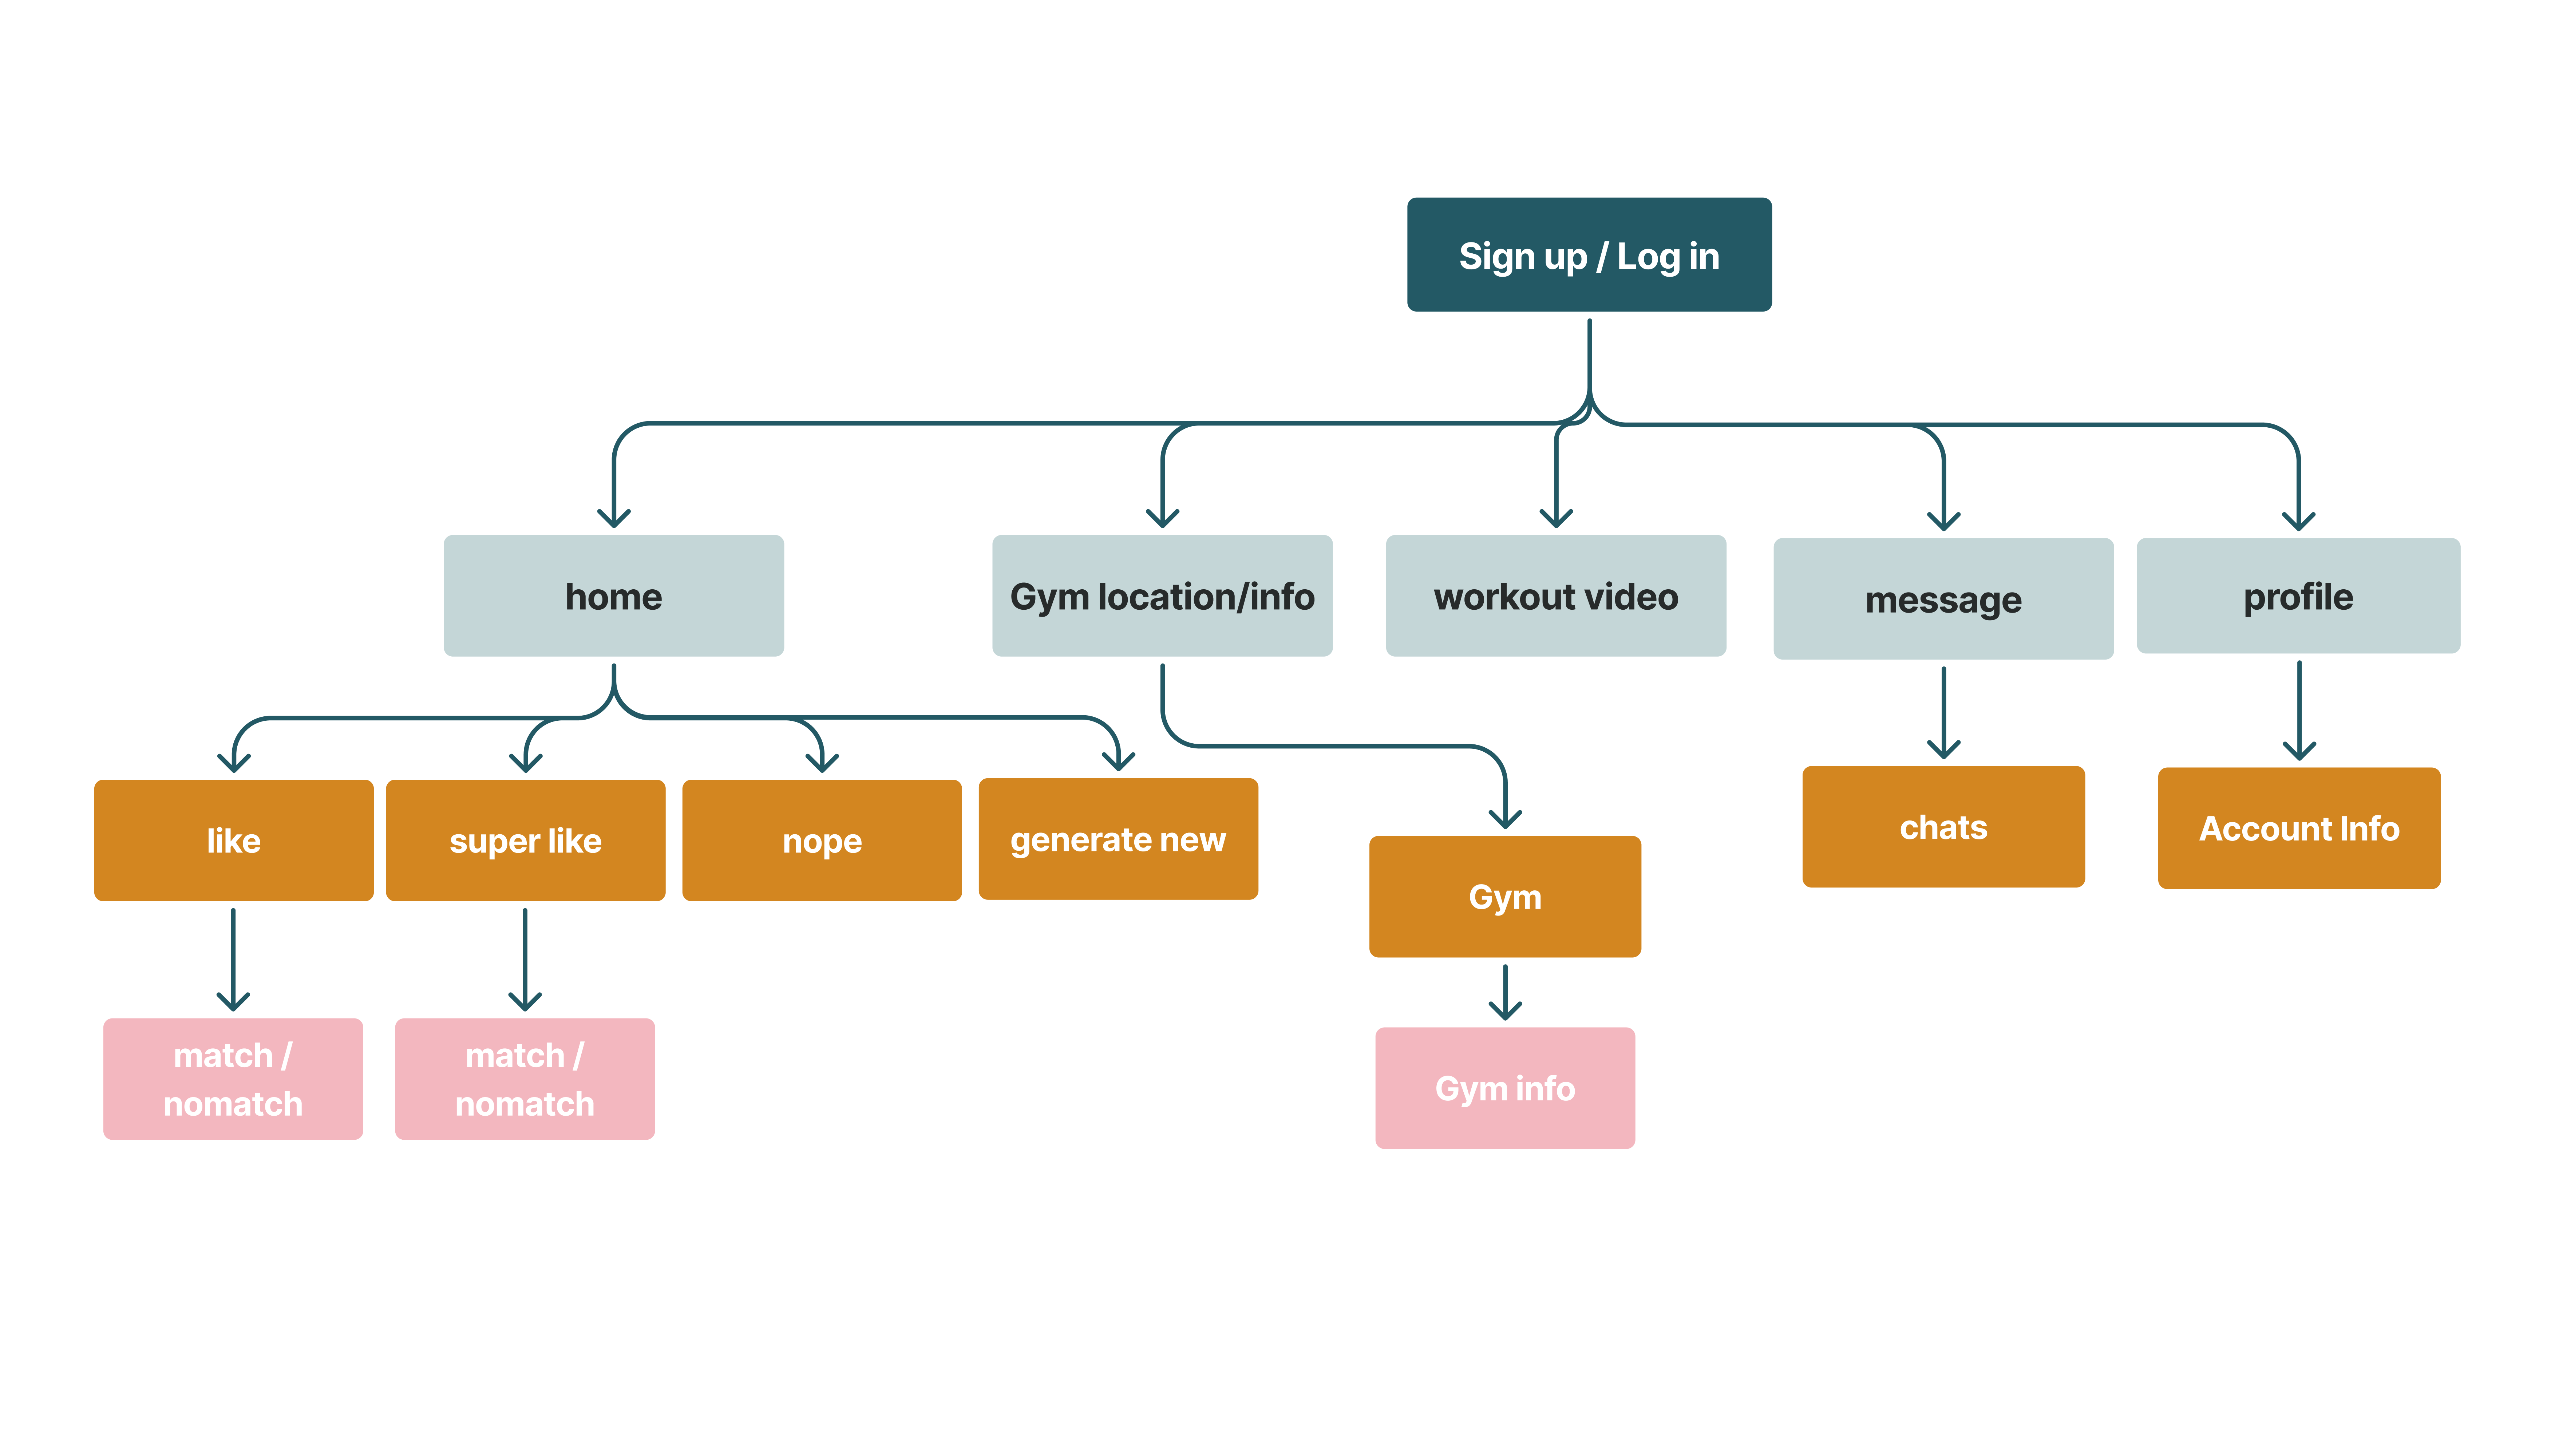 Sign up / Log in
home
Gym location/info
workout video
message
profile
like
super like
nope
generate new
Gym
chats
Account Info
match /
nomatch
match /
nomatch
Gym info